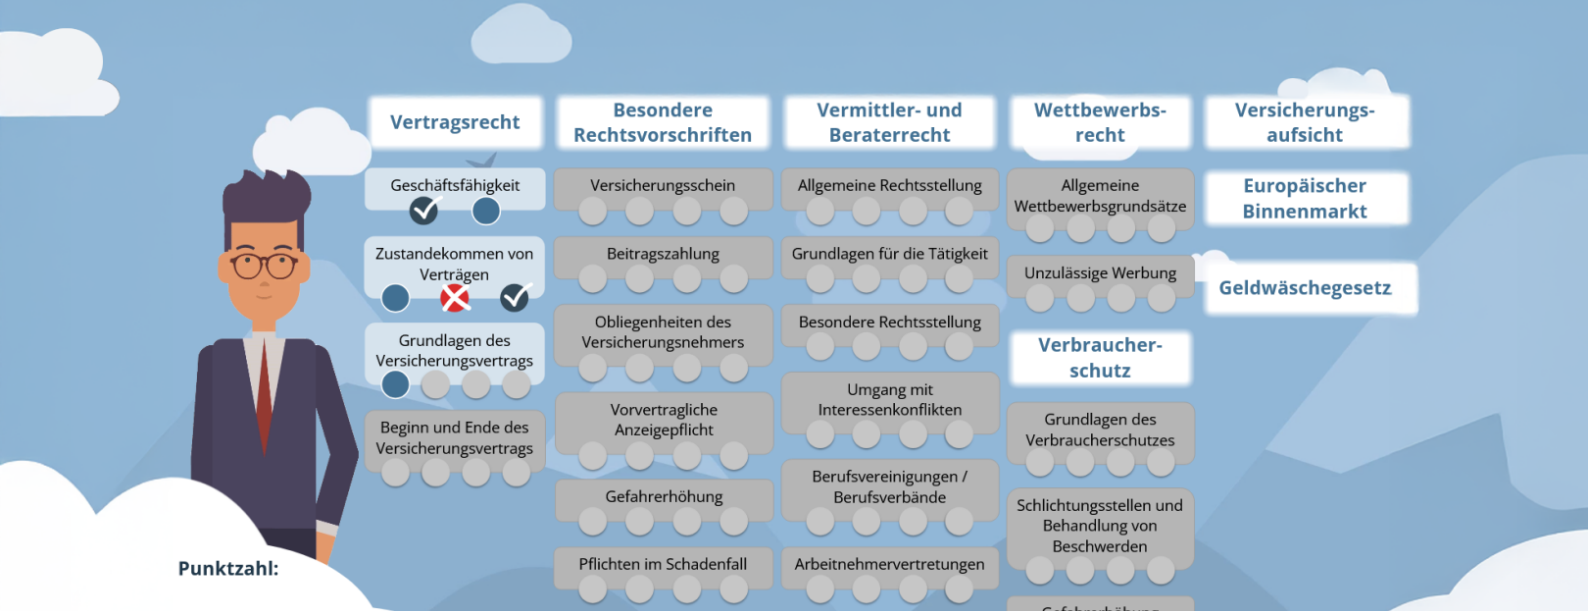 Vertragsrecht
Geschäftsfähigkeit
Zustandekommen von
Verträgen
Grundlagen des
Versicherungsvertrags
Beginn und Ende des
Versicherungsvertrags
Besondere
Rechtsvorschriften
Versicherungsschein
Beitragszahlung
Obliegenheiten des
Versicherungsnehmers
Vorvertragliche
Anzeigepflicht
Gefahrerhöhung
Pflichten im Schadenfall
Vermittler- und
Beraterrecht
Allgemeine Rechtsstellung
Grundlagen für die Tätigkeit
Besondere Rechtsstellung
Umgang mit
Interessenkonflikten
Berufsvereinigungen /
Berufsverbände
Arbeitnehmervertretungen
Wettbewerbs-
recht
Allgemeine
Wettbewerbsgrundsätze
Unzulässige Werbung
Verbraucher-
schutz
Grundlagen des
Verbraucherschutzes
Schlichtungsstellen und
Behandlung von
Beschwerden
Versicherungs-
aufsicht
Europäischer
Binnenmarkt
Geldwäschegesetz
Punktzahl: